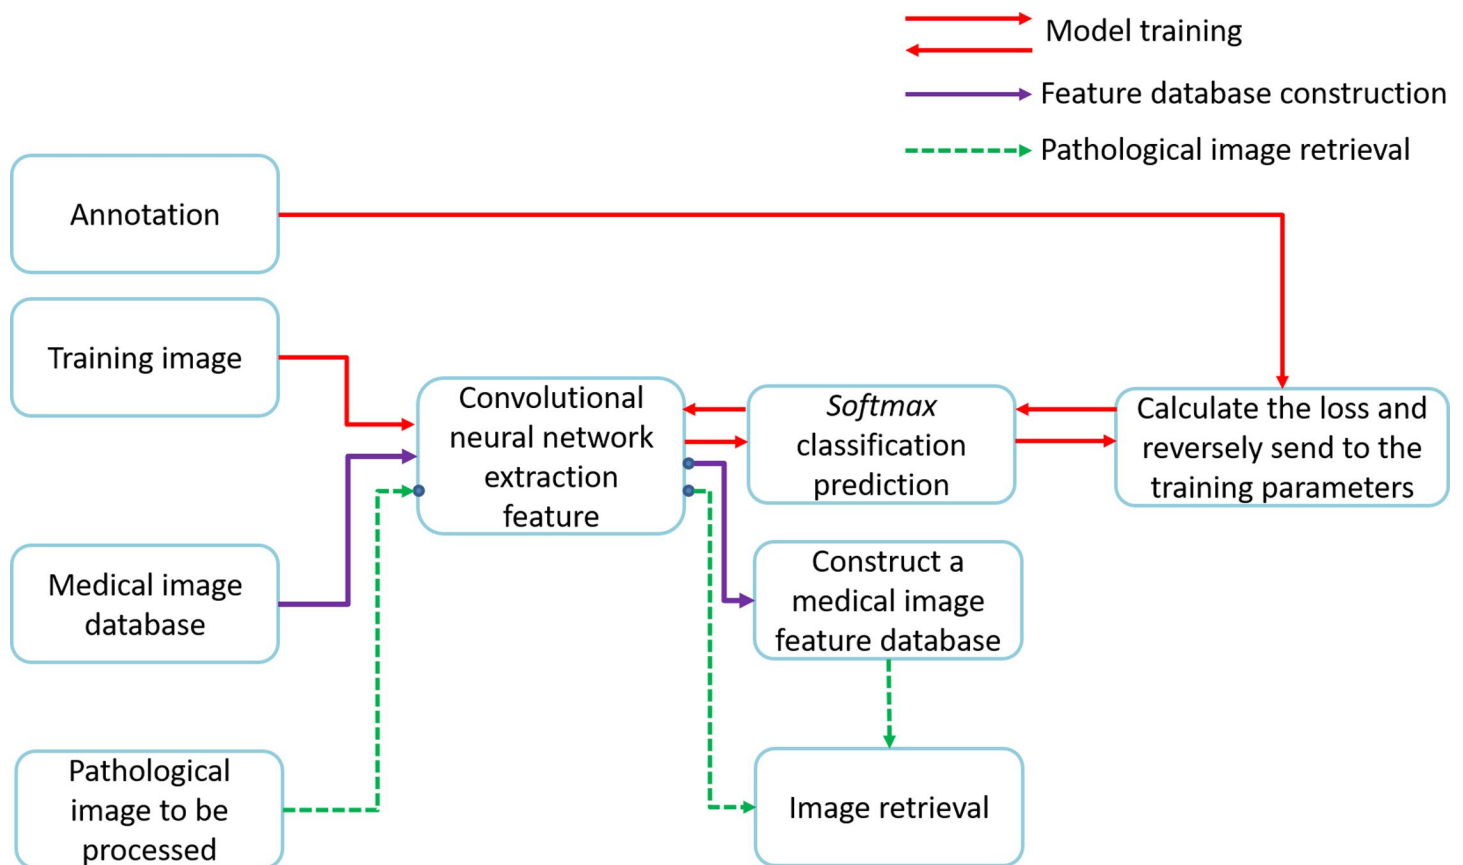 Model training
Feature database construction
Pathological image retrieval
Annotation
Training image
Convolutional
neural network
extraction
feature
Softmax
classification
prediction
Calculate the loss and
reversely send to the
training parameters
Medical image
database
Construct a
medical image
feature database
Pathological
image to be
processed
Image retrieval